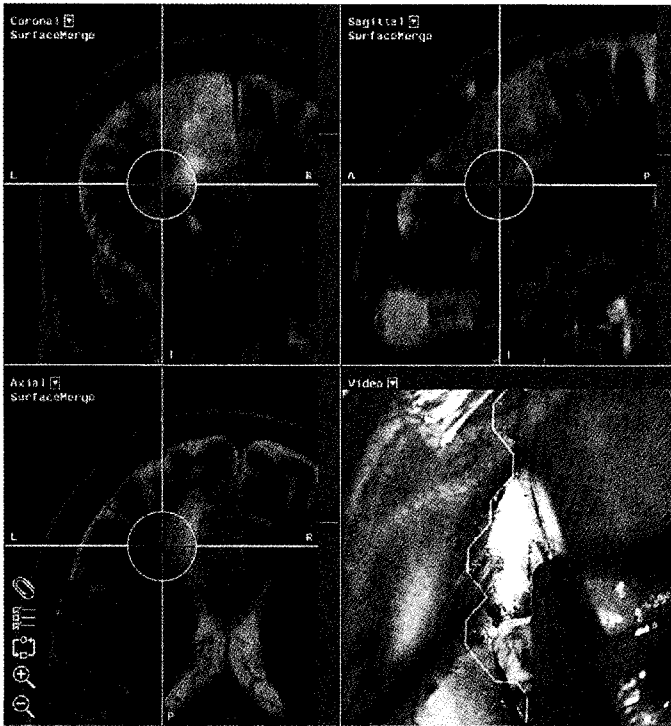 Coronal
SurfaceMerge
L
R
I
Sagittal
SurfaceMerge
A
P
I
Axial
SurfaceMerge
L
R
P
Video